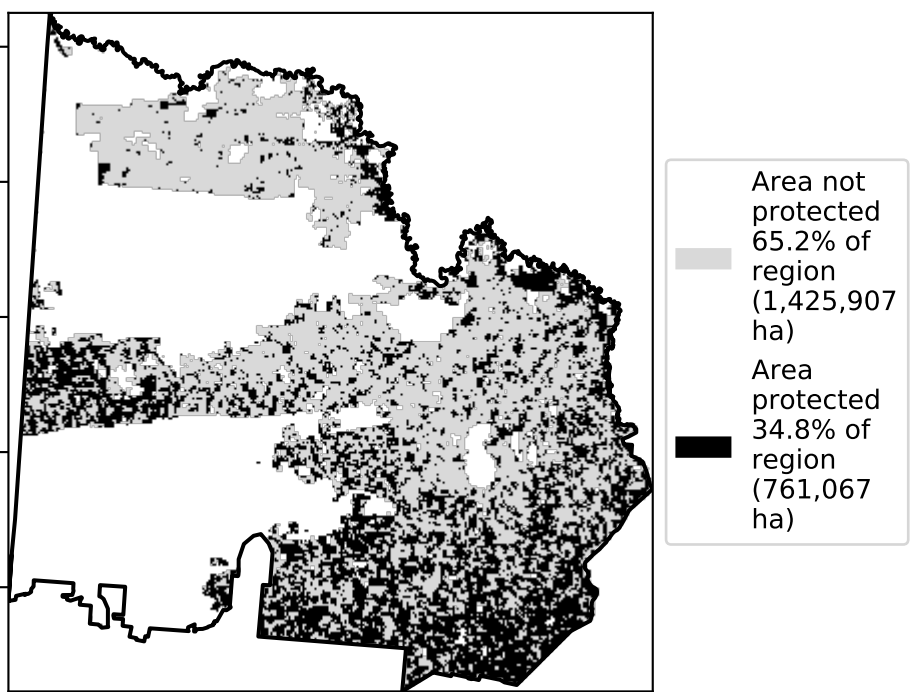 Area not
protected
65.2% of
region
(1,425,907
ha)
Area
protected
34.8% of
region
(761,067
ha)